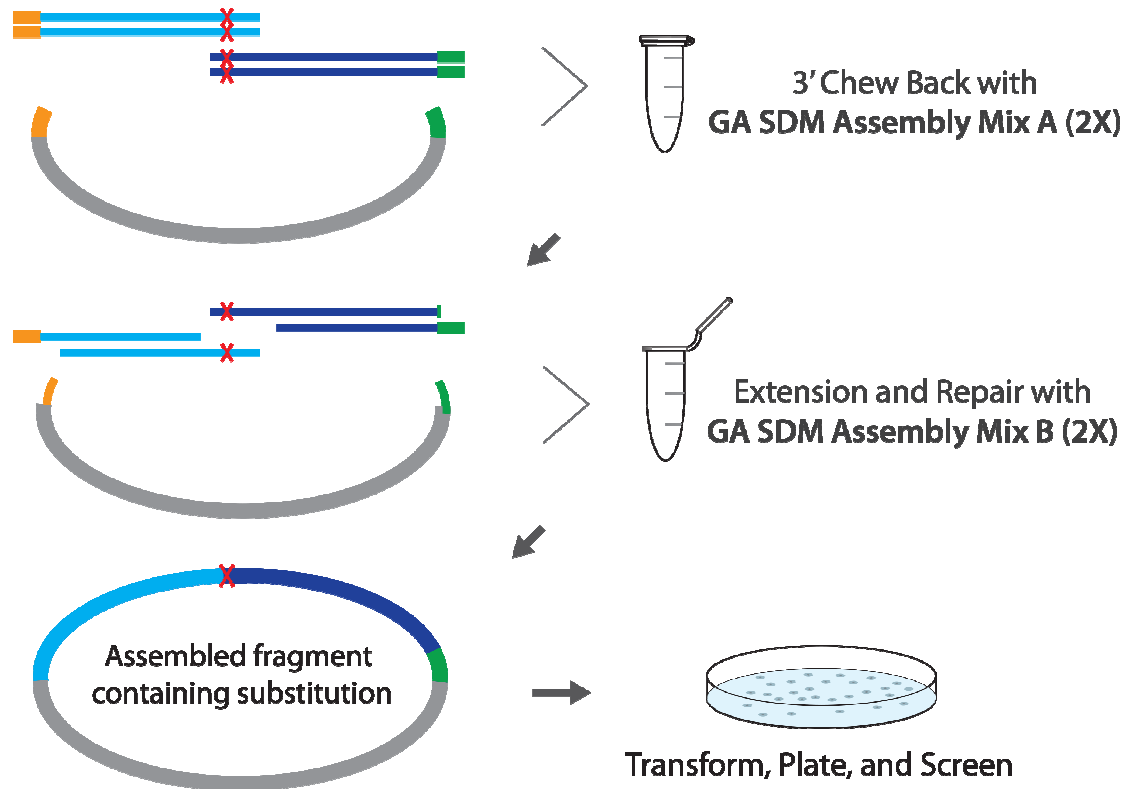 3’ Chew Back with
GA SDM Assembly Mix A (2X)
Extension and Repair with
GA SDM Assembly Mix B (2X)
Assembled fragment
containing substitution
Transform, Plate, and Screen